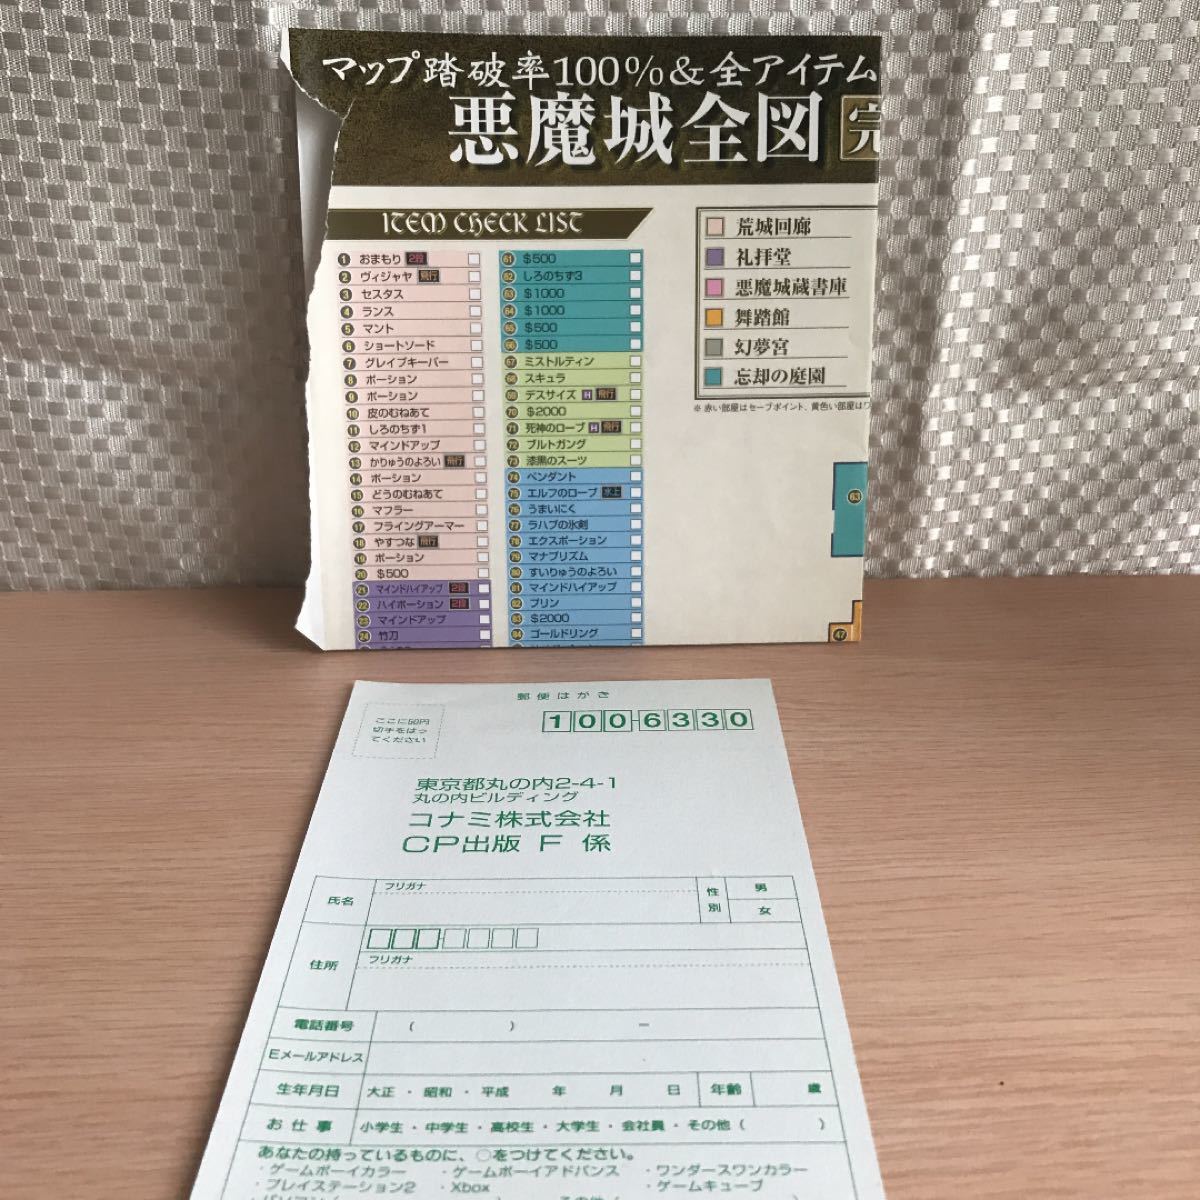 マップ踏破率100%&全アイテム
悪魔城全図 完
ITEM CHECK LIST
1 おまもり 2段
2 ヴィジャヤ 飛行
3 セスタス
4 ランス
5 マント
6 ショートソード
7 グレイブキーパー
8 ポーション
9 ポーション
10 皮のむねあて
11 しろのちず1
12 マインドアップ
13 かりゅうのよろい 飛行
14 ポーション
15 どうのむねあて
16 マフラー
17 フライングアーマー
18 やすつな 飛行
19 ポーション
20 $500
21 マインドハイアップ 2段
22 ハイポーション 2段
23 マインドアップ
24 竹刀
61 $500
62 しろのちず3
63 $1000
64 $1000
65 $500
66 $500
67 ミストルティン
68 スキュラ
69 デスサイズ H 飛行
70 $2000
71 死神のローブ H 飛行
72 ブルトガング
73 漆黒のスーツ
74 ペンダント
75 エルフのローブ 水上
76 うまいにく
77 ラハブの氷剣
78 エクスポーション
79 マナプリズム
80 すいりゅうのよろい
81 マインドハイアップ
82 プリン
83 $2000
84 ゴールドリング
荒城回廊
礼拝堂
悪魔城蔵書庫
舞踏館
幻夢宮
忘却の庭園
※赤い部屋はセーブポイント、黄色い部屋はワ
63
47
郵便はがき
ここに50円
切手をはっ
てください
1006330
東京都丸の内2-4-1
丸の内ビルディング
コナミ株式会社
CP出版 F 係
氏名
フリガナ
性別
男
女
住所
フリガナ
電話番号 ( ) －
Eメールアドレス
生年月日 大正・昭和・平成 年 月 日 年齢 歳
お仕事 小学生・中学生・高校生・大学生・会社員・その他( )
あなたの持っているものに、○をつけてください。
・ゲームボーイカラー ・ゲームボーイアドバンス ・ワンダースワンカラー
・プレイステーション2 ・Xbox ・ゲームキューブ